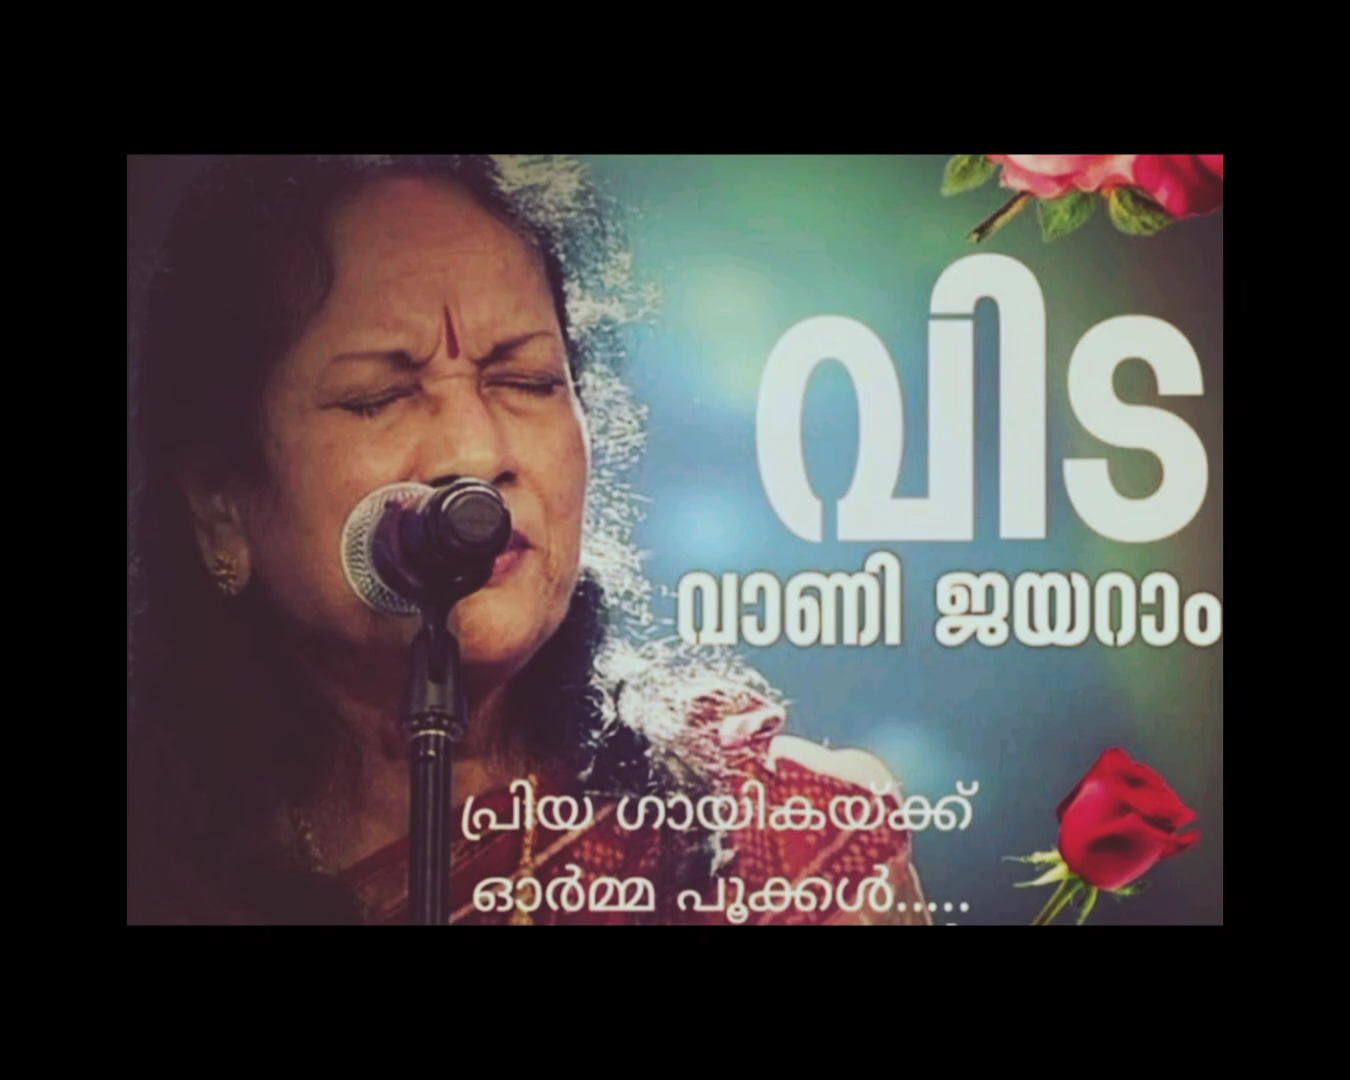 വിട
വാണി ജയറാം
പ്രിയ ഗായികയ്ക്ക്
ഓർമ്മ പൂക്കൾ.....